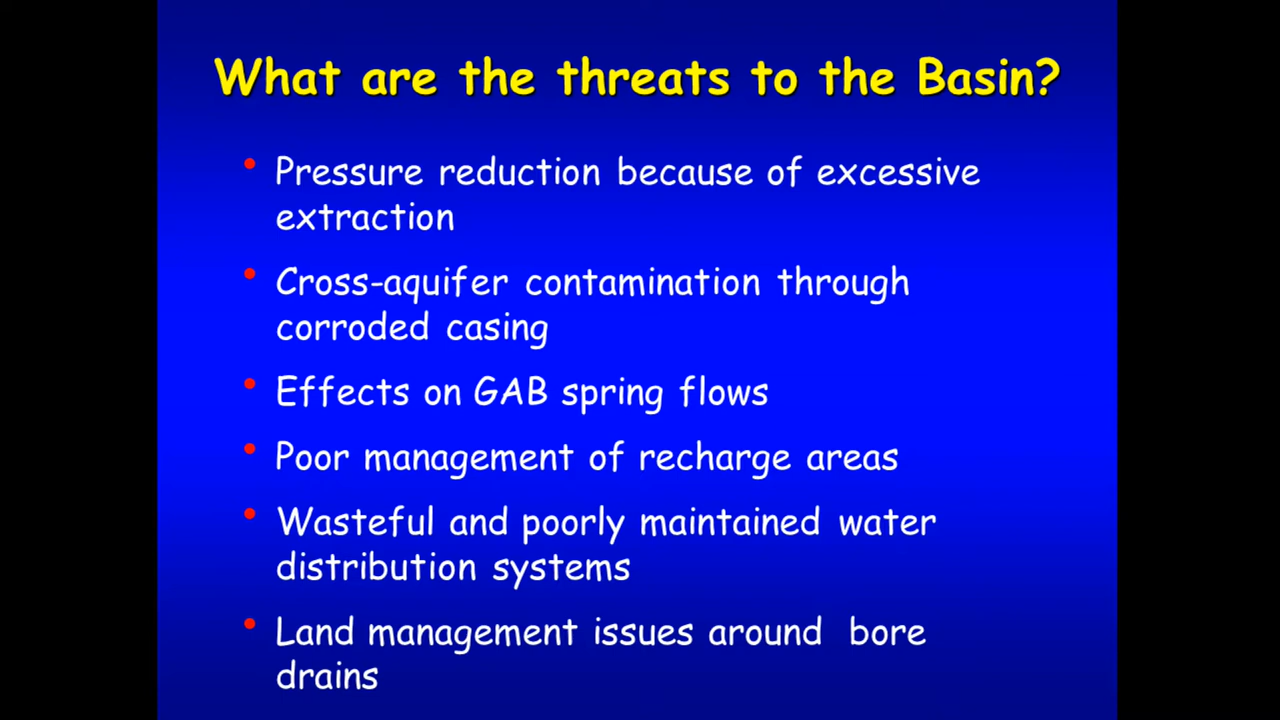 What are the threats to the Basin?
• Pressure reduction because of excessive
extraction
• Cross-aquifer contamination through
corroded casing
• Effects on GAB spring flows
• Poor management of recharge areas
• Wasteful and poorly maintained water
distribution systems
• Land management issues around  bore
drains